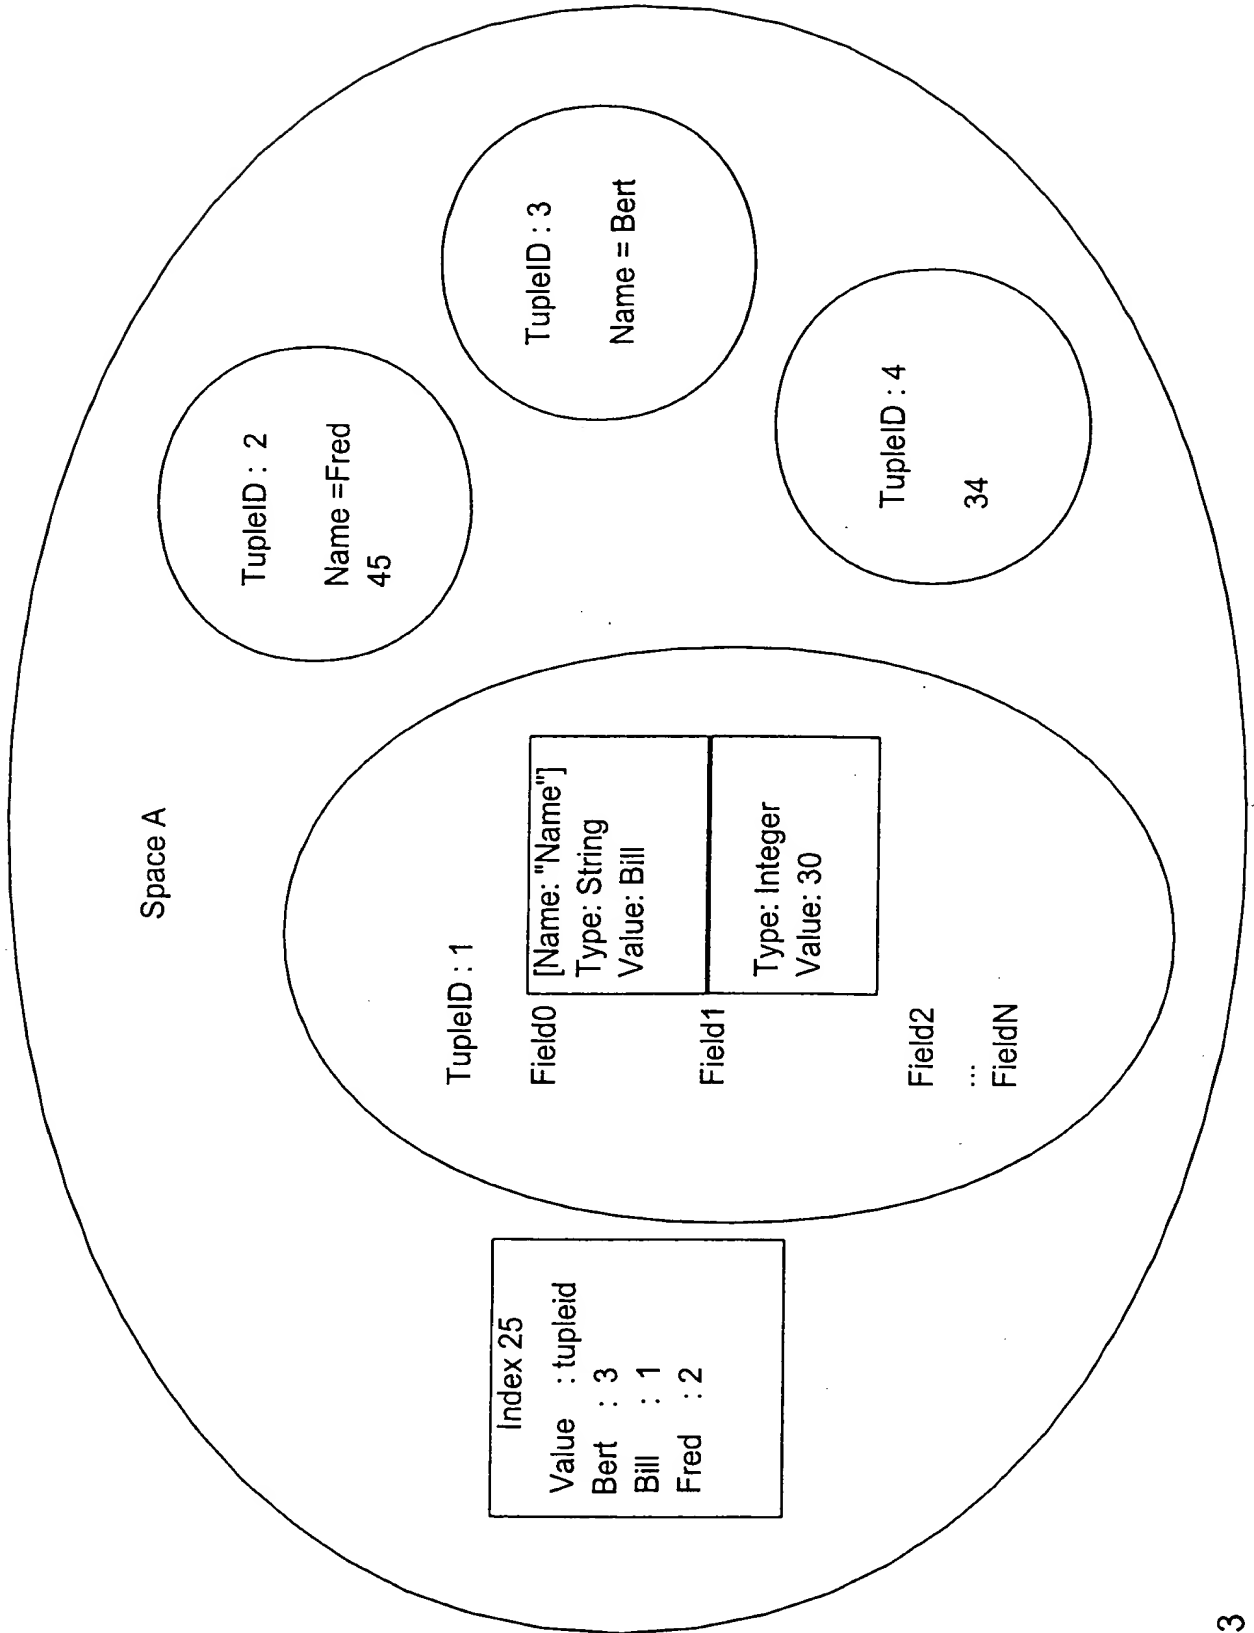 Space A
Index 25
Value : tupleid
Bert : 3
Bill : 1
Fred : 2
TupleID : 1
Field0
[Name: "Name"]
Type: String
Value: Bill
Field1
Type: Integer
Value: 30
Field2
...
FieldN
TupleID : 2
Name =Fred
45
TupleID : 3
Name = Bert
TupleID : 4
34
3